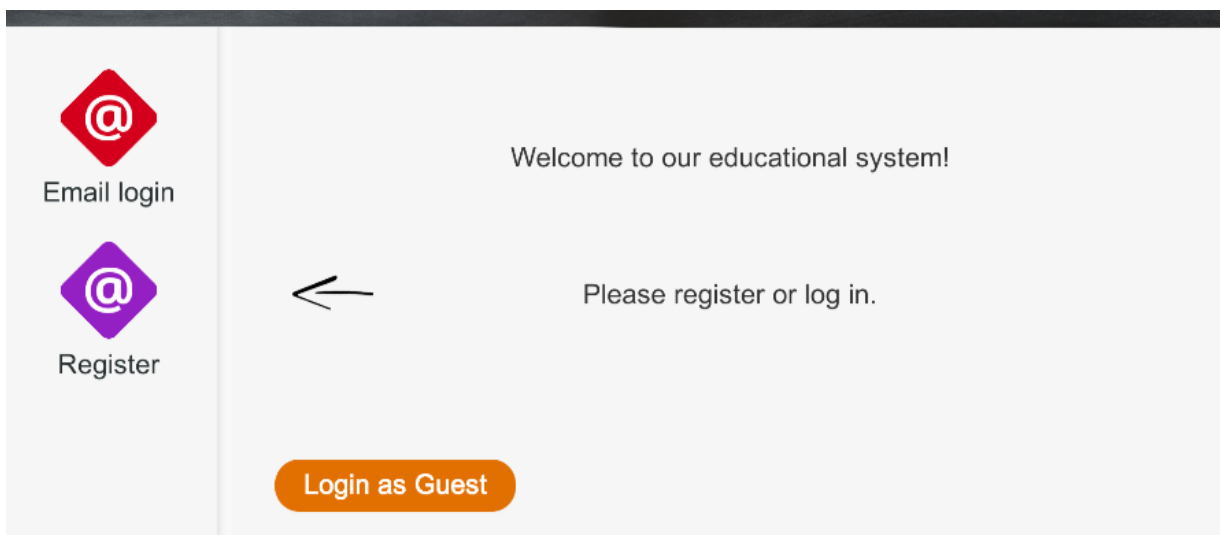 @
Email login
@
Register
Welcome to our educational system!
Please register or log in.
Login as Guest